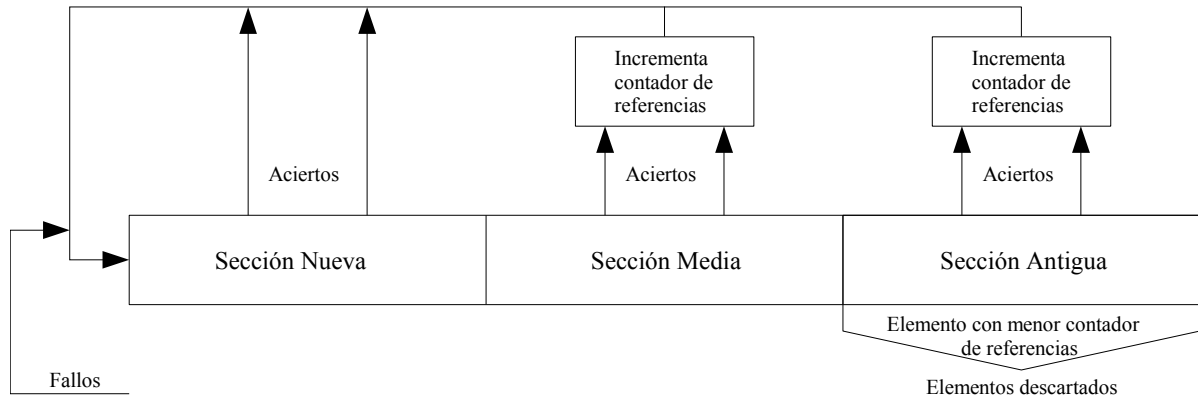 Incrementa
contador de
referencias
Incrementa
contador de
referencias
Aciertos
Aciertos
Aciertos
Sección Nueva
Sección Media
Sección Antigua
Elemento con menor contador
de referencias
Fallos
Elementos descartados